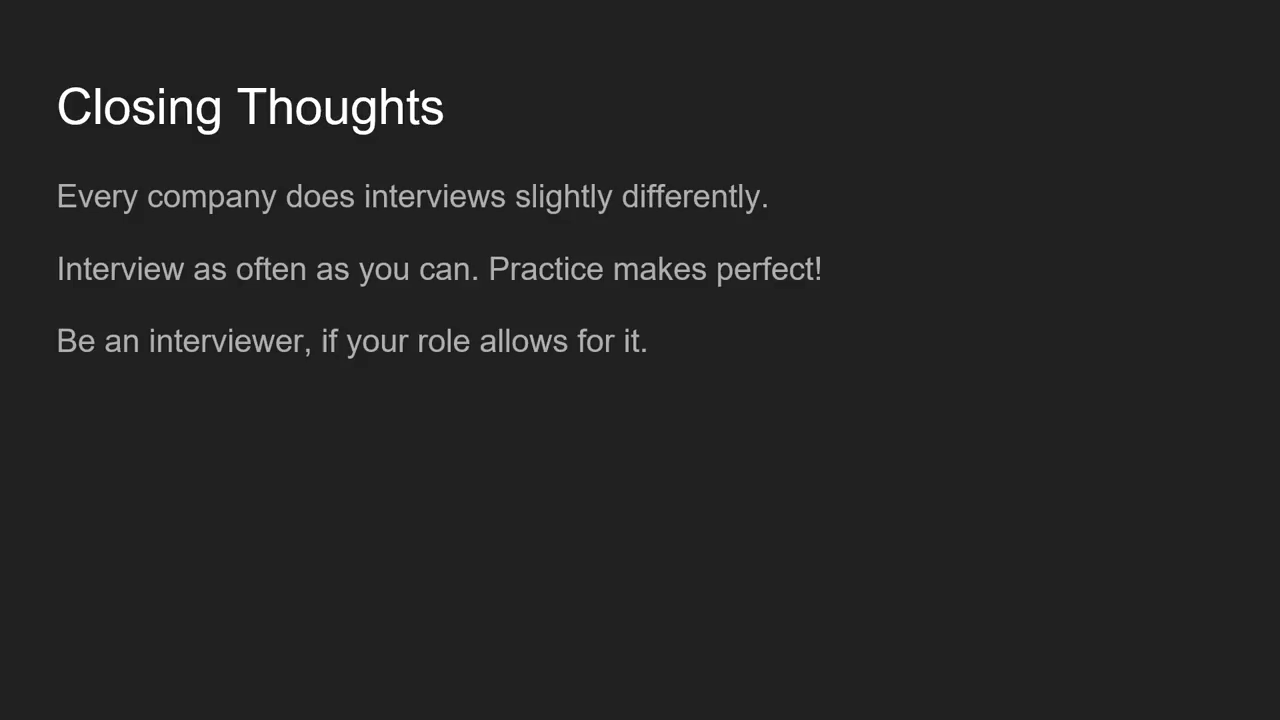 Closing Thoughts
Every company does interviews slightly differently.
Interview as often as you can. Practice makes perfect!
Be an interviewer, if your role allows for it.